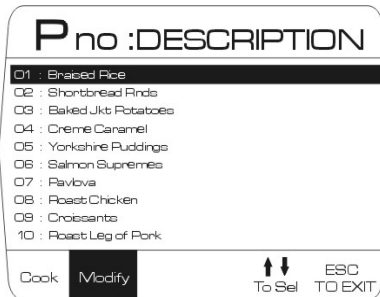 P no :DESCRIPTION
01 : Braised Rice
02 : Shortbread Rnds
03 : Baked Jkt Potatoes
04 : Creme Caramel
05 : Yorkshire Puddings
06 : Salmon Supremes
07 : Pavlova
08 : Roast Chicken
09 : Croissants
10 : Roast Leg of Pork
Cook Modify ⬆⬇ To Sel ESC TO EXIT